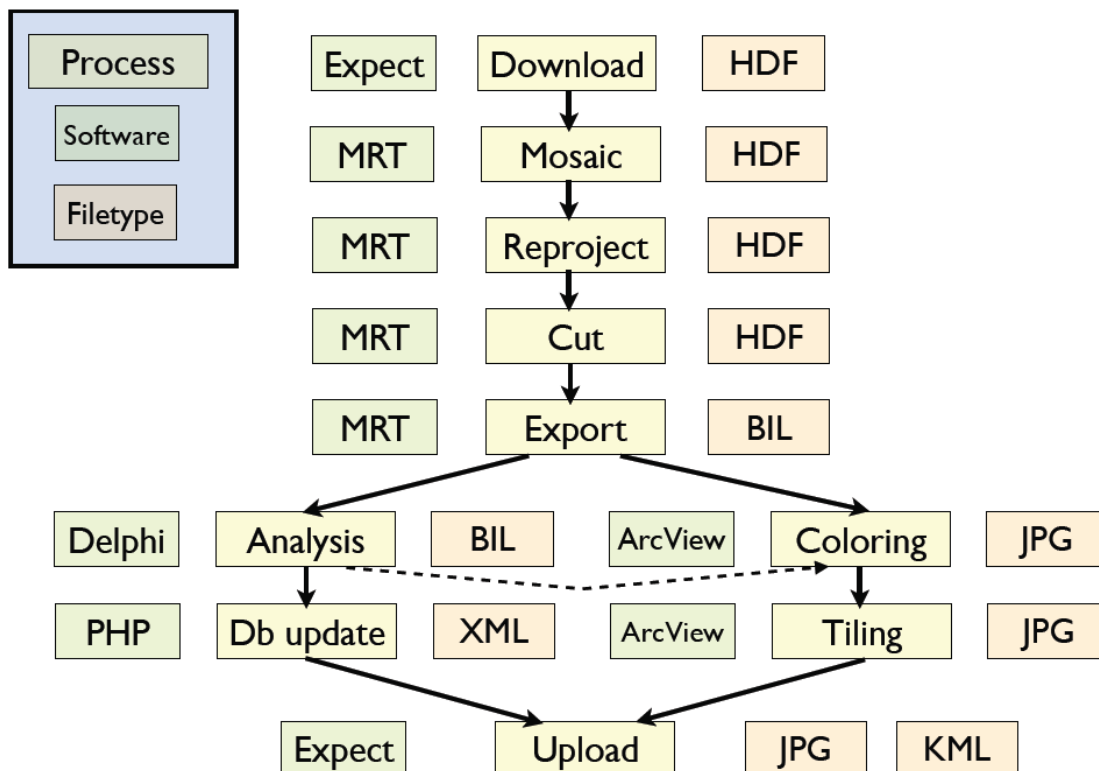 Process
Software
Filetype
Expect Download HDF
MRT Mosaic HDF
MRT Reproject HDF
MRT Cut HDF
MRT Export BIL
Delphi Analysis BIL ArcView Coloring JPG
PHP Db update XML ArcView Tiling JPG
Expect Upload JPG KML